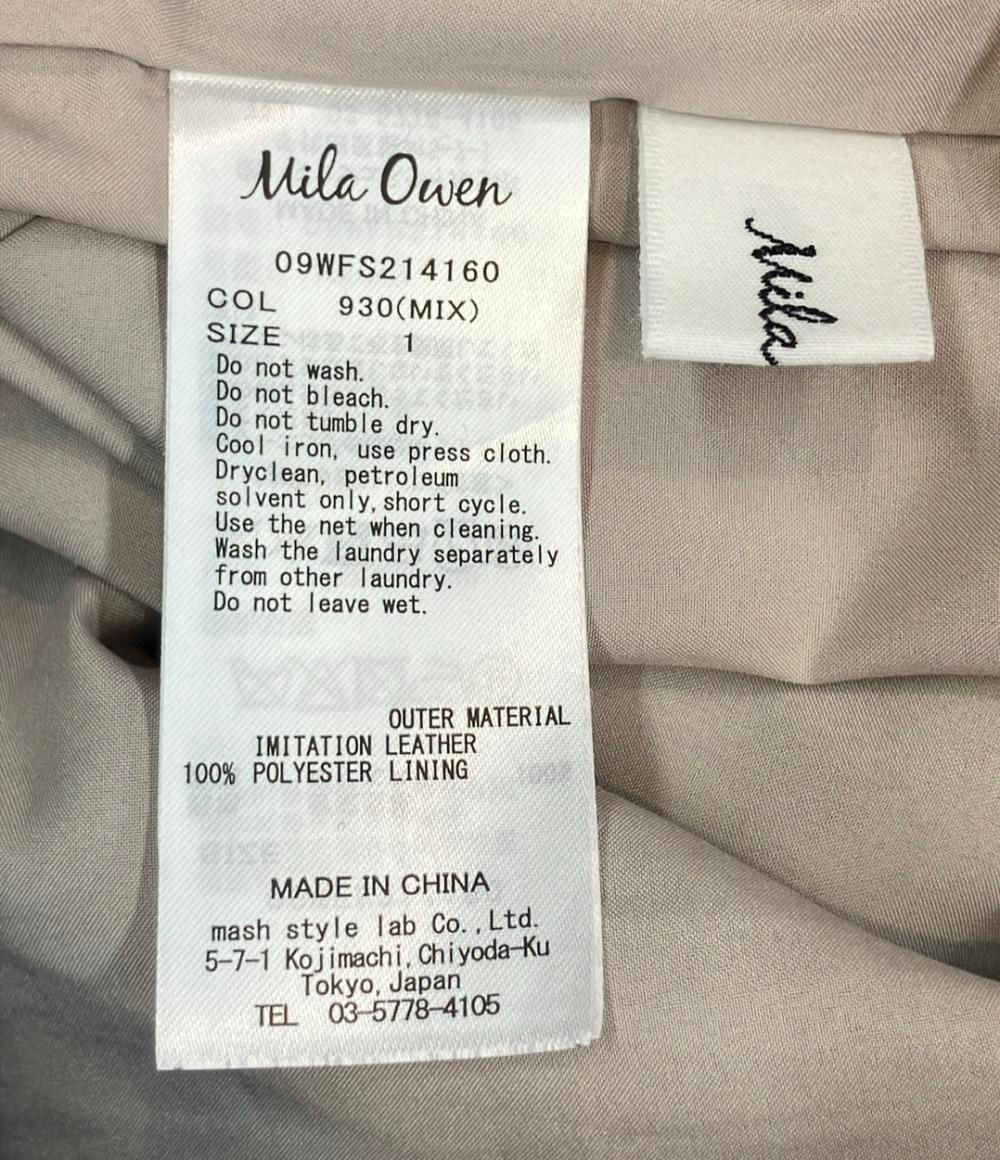 Mila Owen
09WFS214160
COL 930(MIX)
SIZE 1
Do not wash.
Do not bleach.
Do not tumble dry.
Cool iron, use press cloth.
Dryclean, petroleum
solvent only, short cycle.
Use the net when cleaning.
Wash the laundry separately
from other laundry.
Do not leave wet.
OUTER MATERIAL
IMITATION LEATHER
100% POLYESTER LINING
MADE IN CHINA
mash style lab Co.,Ltd.
5-7-1 Kojimachi, Chiyoda-Ku
Tokyo, Japan
TEL 03-5778-4105
Mila